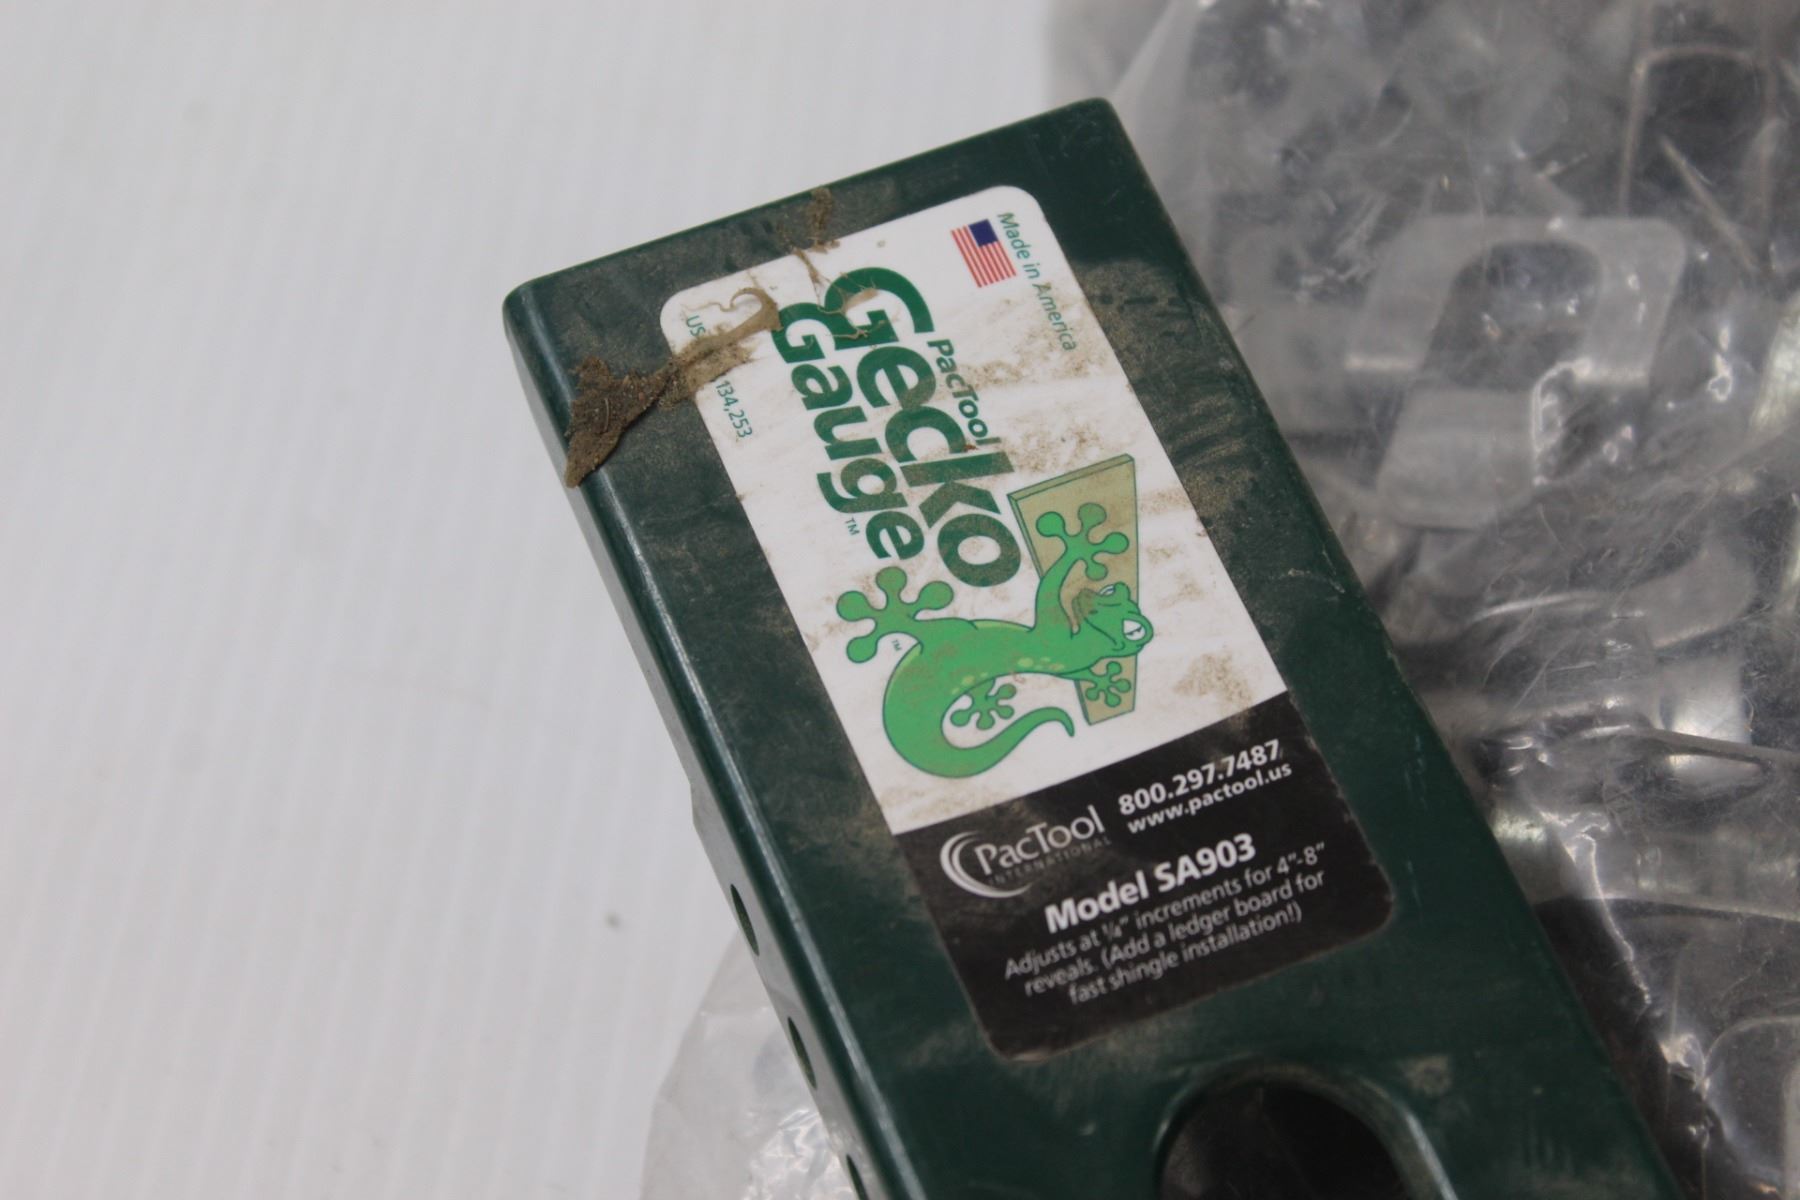 Made in America
PacTool
Gecko
Gauge™
US 134,253
™
800.297.7487
www.pactool.us
PacTool
INTERNATIONAL
Model SA903
Adjusts at ¼" increments for 4"-8"
reveals. (Add a ledger board for
fast shingle installation!)